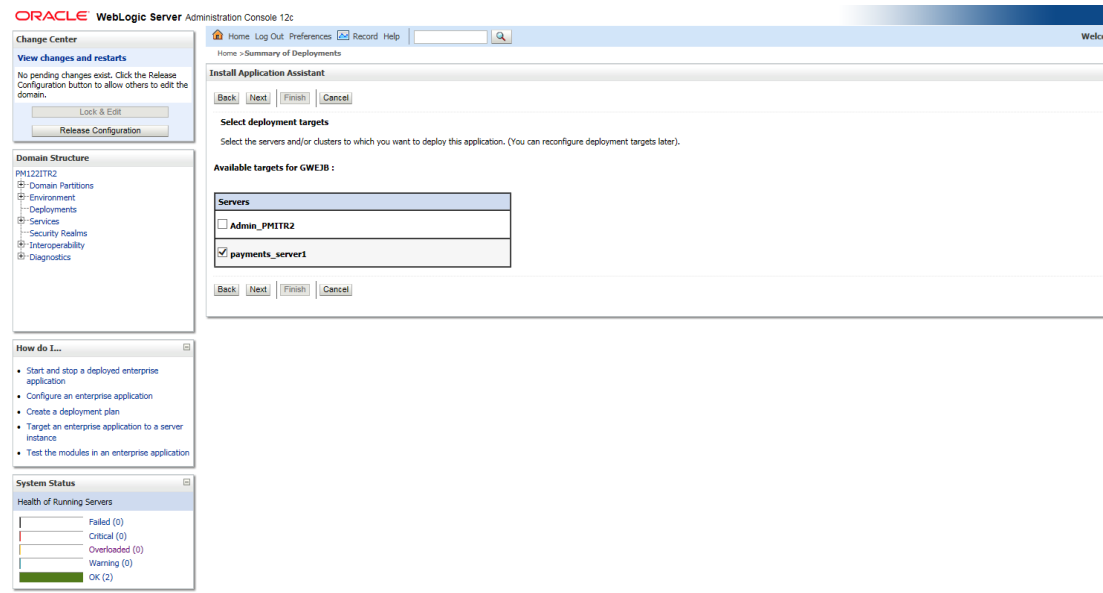 ORACLE WebLogic Server Administration Console 12c
Change Center
View changes and restarts
No pending changes exist. Click the Release
Configuration button to allow others to edit the
domain.
Lock & Edit
Release Configuration
Domain Structure
PM122ITR2
Domain Partitions
Environment
Deployments
Services
Security Realms
Interoperability
Diagnostics
How do I...
Start and stop a deployed enterprise
application
Configure an enterprise application
Create a deployment plan
Target an enterprise application to a server
instance
Test the modules in an enterprise application
System Status
Health of Running Servers
Failed (0)
Critical (0)
Overloaded (0)
Warning (0)
OK (2)
Home Log Out Preferences Record Help
Welc
Home >Summary of Deployments
Install Application Assistant
Back Next Finish Cancel
Select deployment targets
Select the servers and/or clusters to which you want to deploy this application. (You can reconfigure deployment targets later).
Available targets for GWEJB :
Servers
Admin_PMITR2
payments_server1
Back Next Finish Cancel